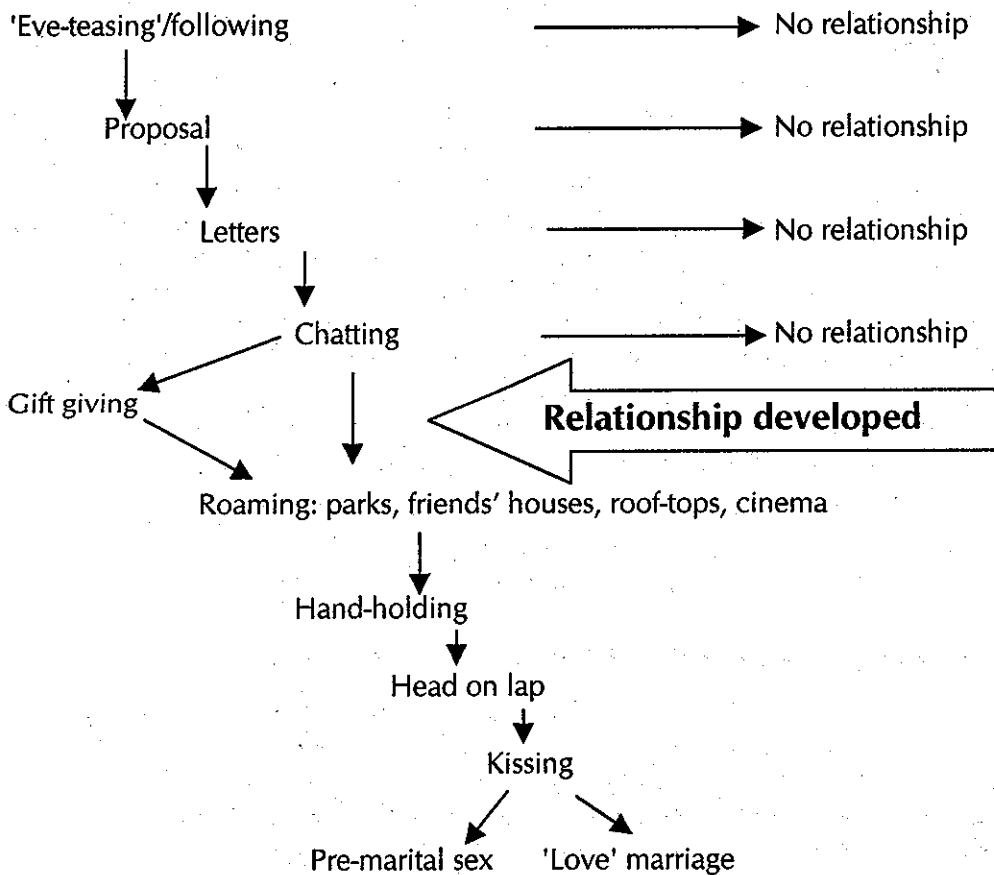 'Eve-teasing'/following
No relationship
Proposal
No relationship
Letters
No relationship
Chatting
No relationship
Gift giving
Relationship developed
Roaming: parks, friends' houses, roof-tops, cinema
Hand-holding
Head on lap
Kissing
Pre-marital sex
'Love' marriage